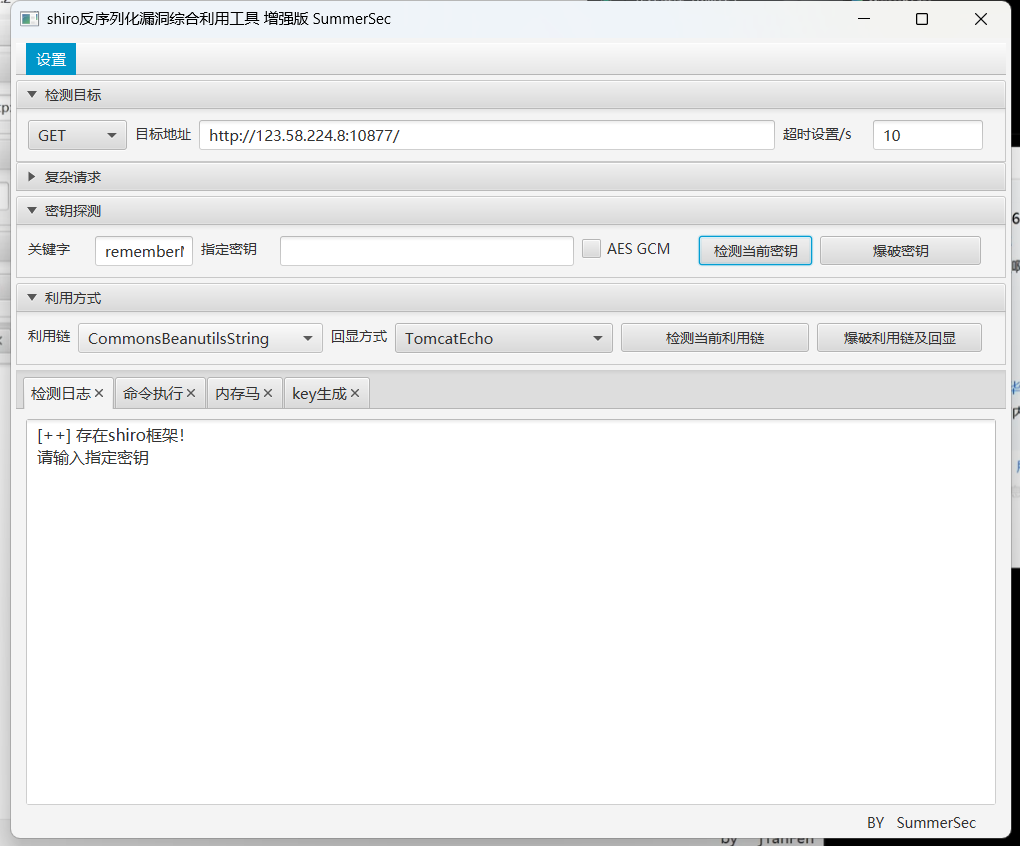 shiro反序列化漏洞综合利用工具 增强版 SummerSec
设置
检测目标
GET 目标地址 http://123.58.224.8:10877/ 超时设置/s 10
复杂请求
密钥探测
关键字 remember 指定密钥 AES GCM 检测当前密钥 爆破密钥
利用方式
利用链 CommonsBeanutilsString 回显方式 TomcatEcho 检测当前利用链 爆破利用链及回显
检测日志 命令执行 内存马 key生成
[++] 存在shiro框架！
请输入指定密钥
BY SummerSec